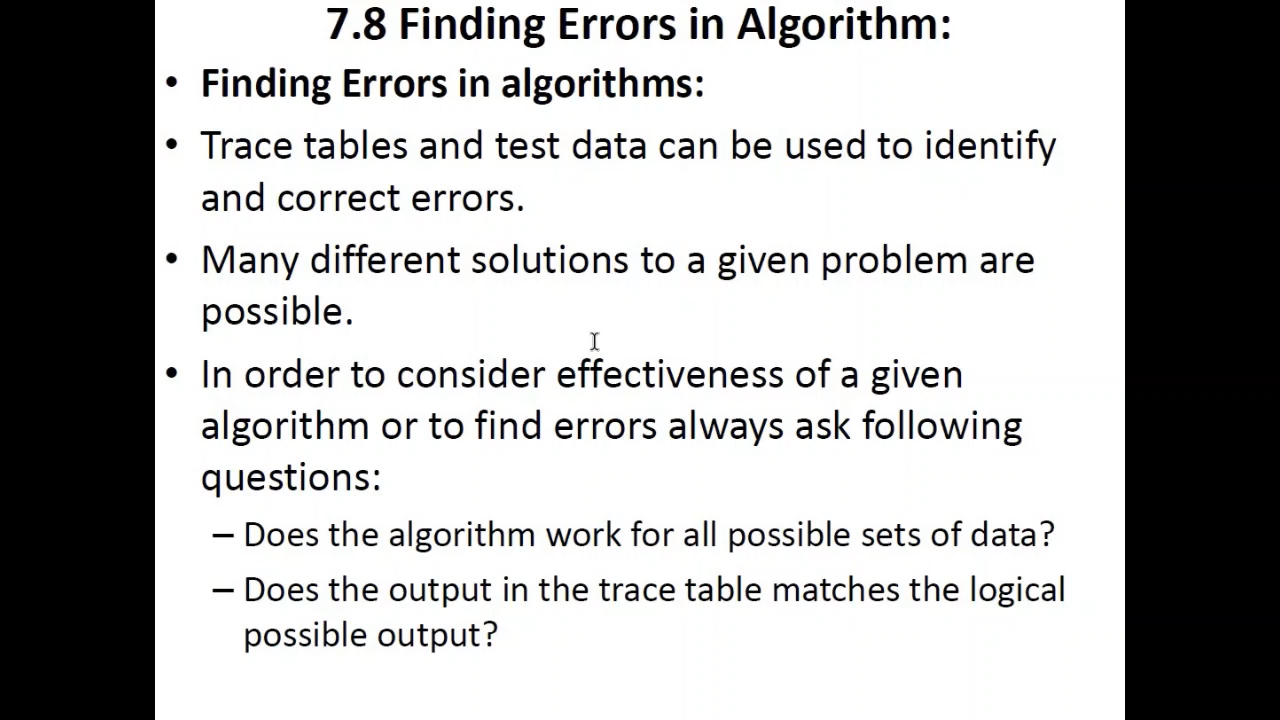 7.8 Finding Errors in Algorithm:
• Finding Errors in algorithms:
• Trace tables and test data can be used to identify
and correct errors.
• Many different solutions to a given problem are
possible.
• In order to consider effectiveness of a given
algorithm or to find errors always ask following
questions:
– Does the algorithm work for all possible sets of data?
– Does the output in the trace table matches the logical
possible output?